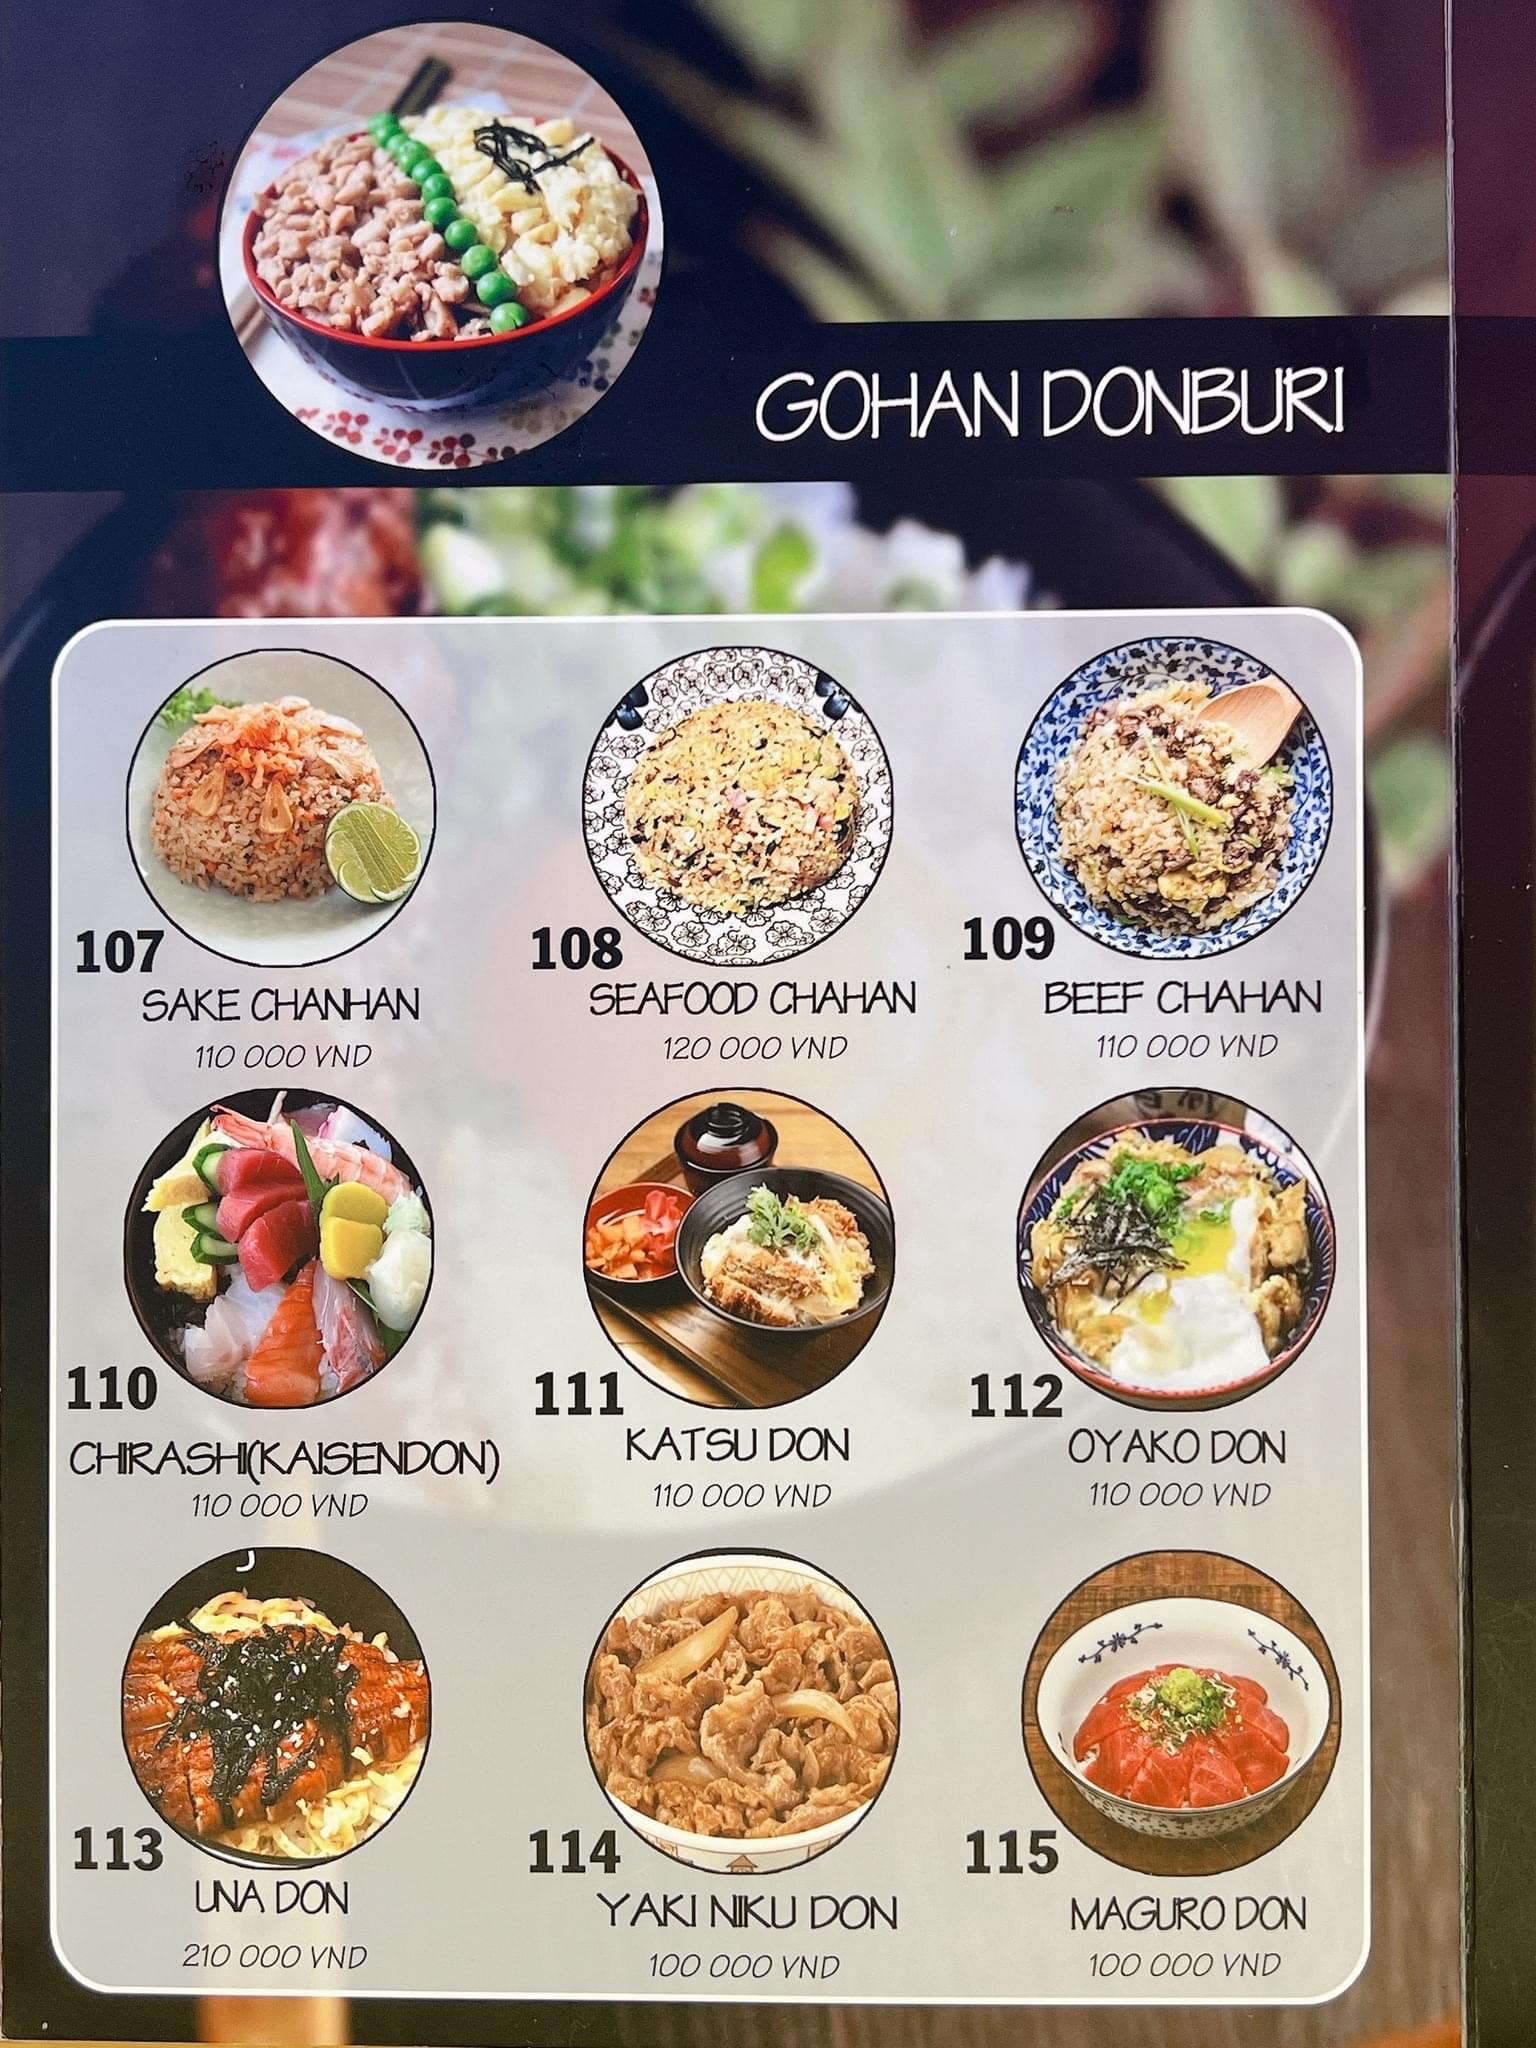 GOHAN DONBURI
107
SAKE CHANHAN
110 000 VND
108
SEAFOOD CHAHAN
120 000 VND
109
BEEF CHAHAN
110 000 VND
110
CHIRASHI(KAISENDON)
110 000 VND
111
KATSU DON
110 000 VND
112
OYAKO DON
110 000 VND
113
UNA DON
210 000 VND
114
YAKI NIKU DON
100 000 VND
115
MAGURO DON
100 000 VND